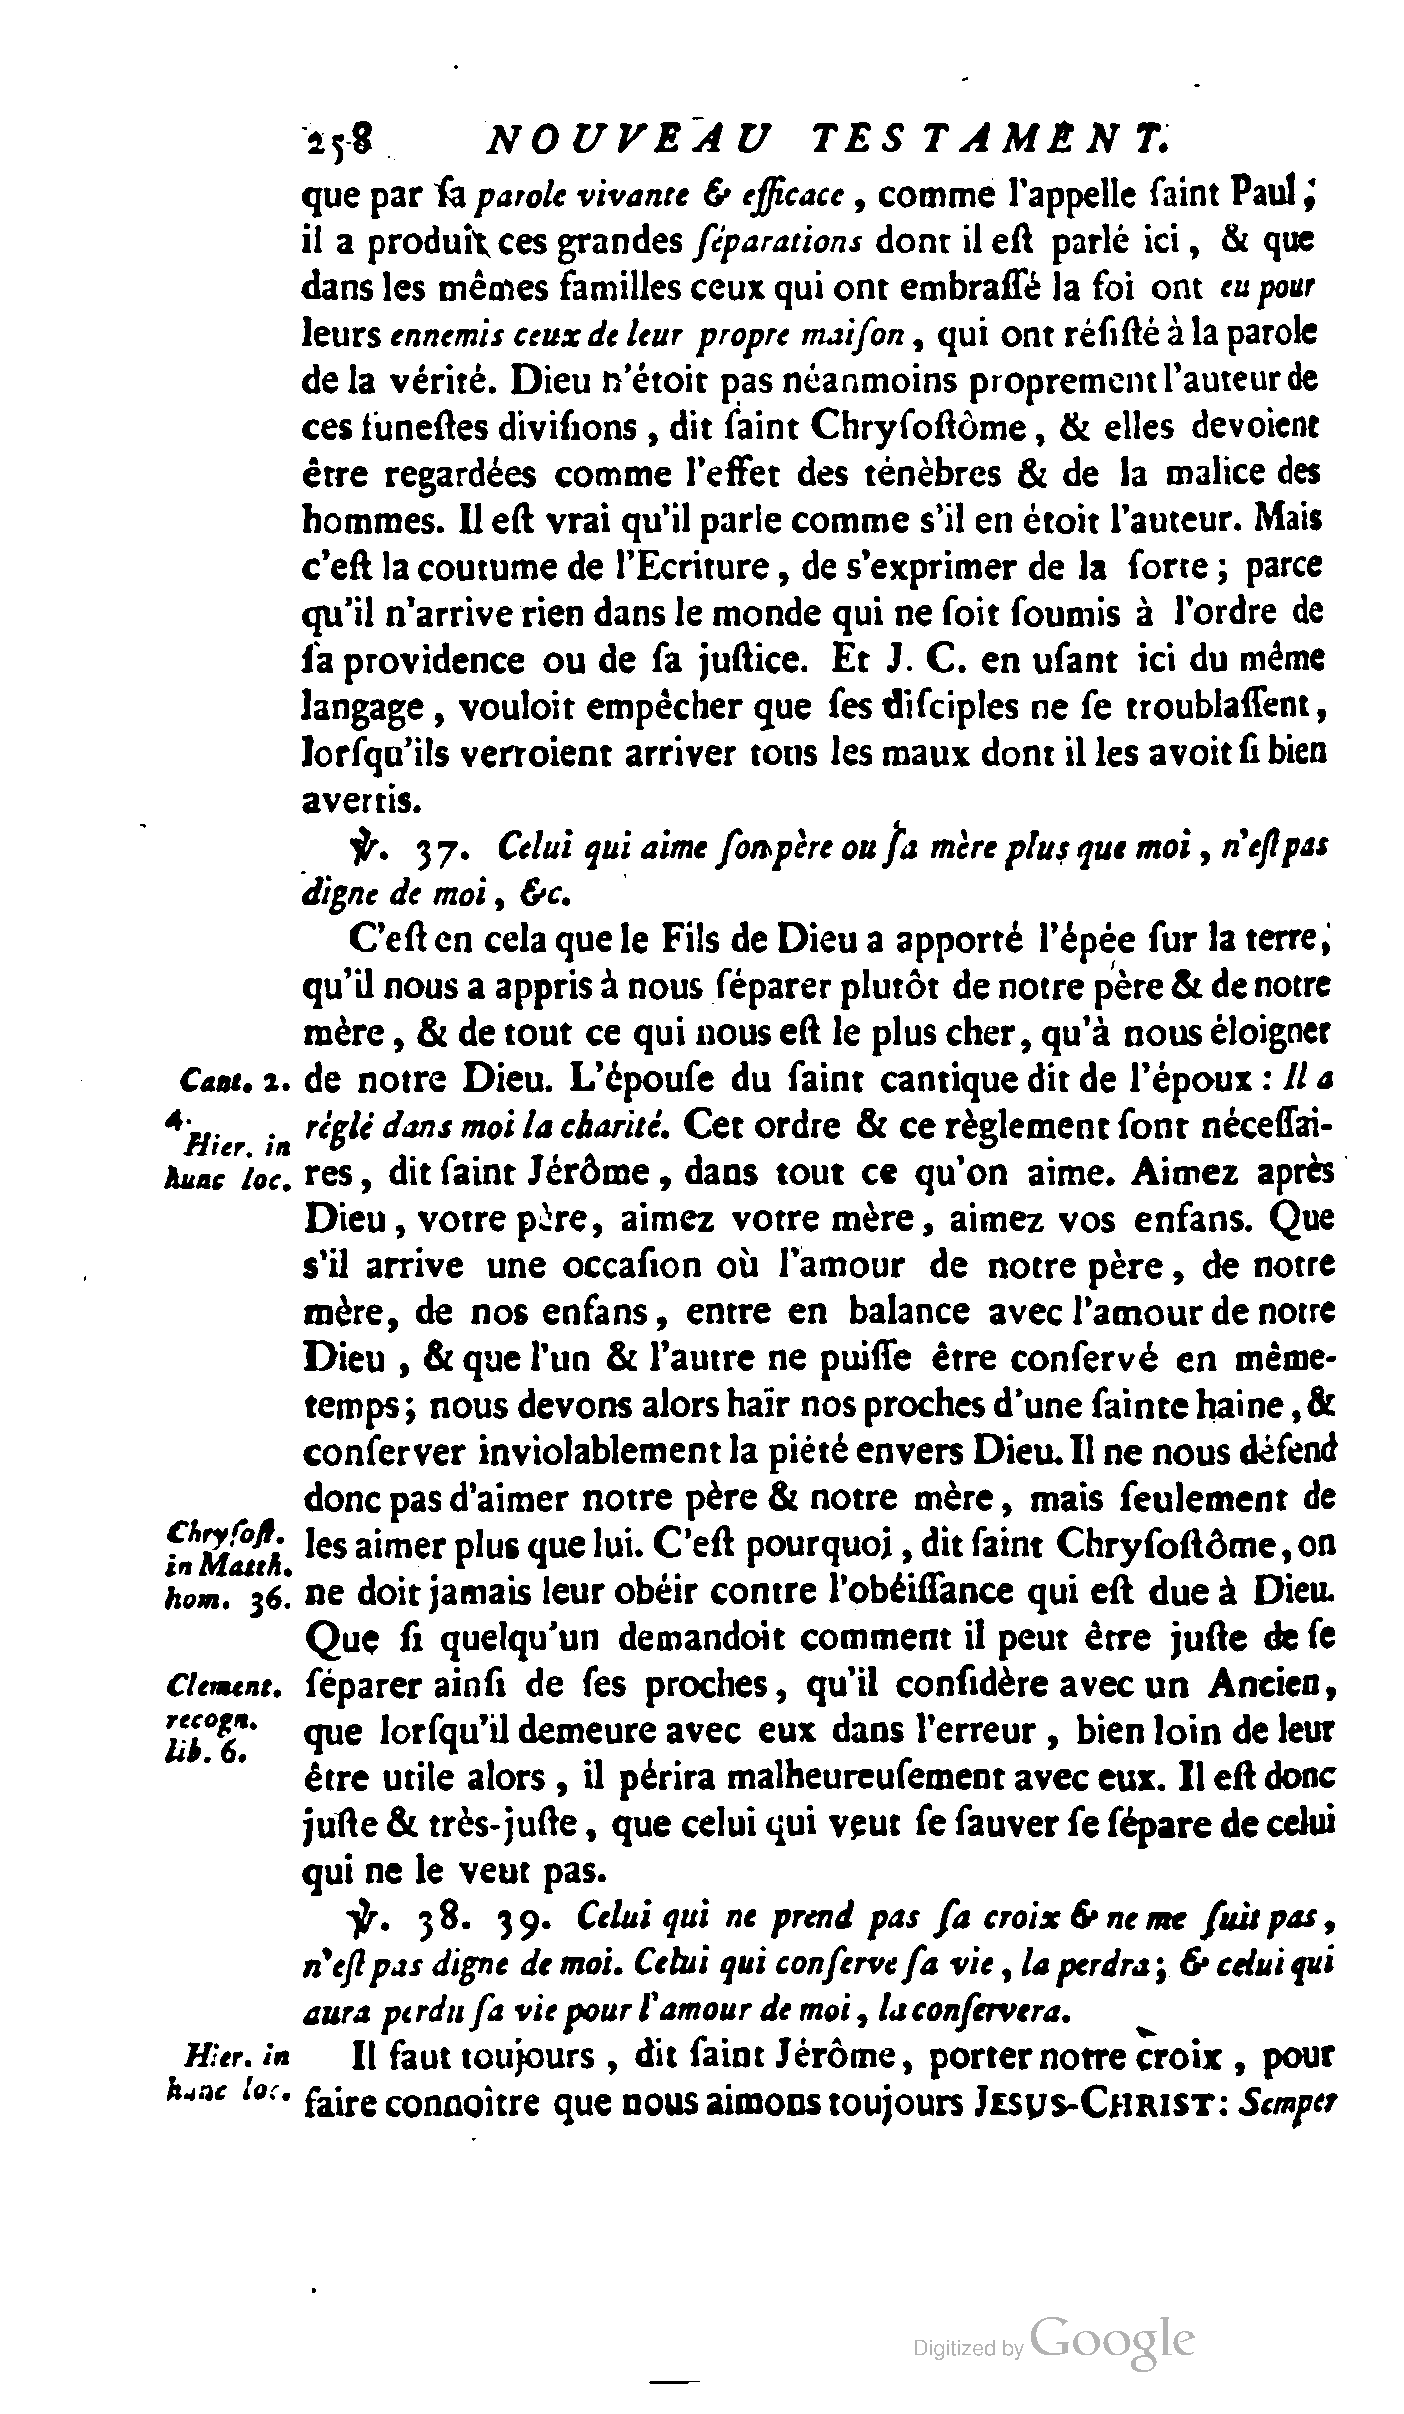 258 NOUVEAU TESTAMENT.
que par ſa parole vivante & efficace, comme l'appelle ſaint Paul;
il a produit ces grandes ſéparations dont il eſt parlé ici, & que
dans les mêmes familles ceux qui ont embraſſé la foi ont eu pour
leurs ennemis ceux de leur propre maiſon, qui ont réſiſté à la parole
de la vérité. Dieu n'étoit pas néanmoins proprement l'auteur de
ces funeſtes diviſions, dit ſaint Chryſoſtôme, & elles devoient
être regardées comme l'effet des ténèbres & de la malice des
hommes. Il eſt vrai qu'il parle comme s'il en étoit l'auteur. Mais
c'eſt la coutume de l'Ecriture, de s'exprimer de la ſorte; parce
qu'il n'arrive rien dans le monde qui ne ſoit ſoumis à l'ordre de
ſa providence ou de ſa juſtice. Et J. C. en uſant ici du même
langage, vouloit empêcher que ſes diſciples ne ſe troublaſſent,
lorſqu'ils verroient arriver tous les maux dont il les avoit ſi bien
avertis.
℣. 37. Celui qui aime ſon père ou ſa mère plus que moi, n'eſt pas
digne de moi, &c.
C'eſt en cela que le Fils de Dieu a apporté l'épée ſur la terre,
qu'il nous a appris à nous ſéparer plutôt de notre père & de notre
mère, & de tout ce qui nous eſt le plus cher, qu'à nous éloigner
Cant. 2. de notre Dieu. L'épouſe du ſaint cantique dit de l'époux: Il a
4. Hier. in réglé dans moi la charité. Cet ordre & ce règlement ſont néceſſai-
hunc loc. res, dit ſaint Jérôme, dans tout ce qu'on aime. Aimez après
Dieu, votre père, aimez votre mère, aimez vos enfans. Que
s'il arrive une occaſion où l'amour de notre père, de notre
mère, de nos enfans, entre en balance avec l'amour de notre
Dieu, & que l'un & l'autre ne puiſſe être conſervé en même-
temps; nous devons alors haïr nos proches d'une ſainte haine, &
conſerver inviolablement la piété envers Dieu. Il ne nous défend
donc pas d'aimer notre père & notre mère, mais ſeulement de
Chryſoſt. in Matth. les aimer plus que lui. C'eſt pourquoi, dit ſaint Chryſoſtôme, on
hom. 36. ne doit jamais leur obéir contre l'obéiſſance qui eſt due à Dieu.
Que ſi quelqu'un demandoit comment il peut être juſte de ſe
Clement. ſéparer ainſi de ſes proches, qu'il conſidère avec un Ancien,
recogn. lib. 6. que lorſqu'il demeure avec eux dans l'erreur, bien loin de leur
être utile alors, il périra malheureuſement avec eux. Il eſt donc
juſte & très-juſte, que celui qui veut ſe ſauver ſe ſépare de celui
qui ne le veut pas.
℣. 38. 39. Celui qui ne prend pas ſa croix & ne me ſuit pas,
n'eſt pas digne de moi. Celui qui conſerve ſa vie, la perdra; & celui qui
aura perdu ſa vie pour l'amour de moi, la conſervera.
Hier. in Il faut toujours, dit ſaint Jérôme, porter notre croix, pour
hunc loc. faire connoître que nous aimons toujours JESUS-CHRIST: Semper
Digitized by Google